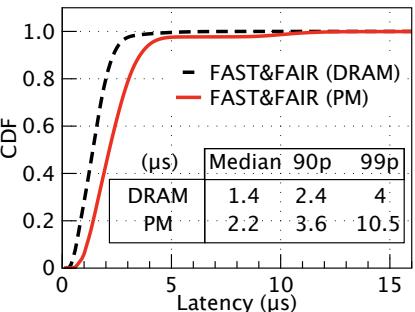 1.0
0.8
0.6
0.4
0.2
0
CDF
FAST&FAIR (DRAM)
FAST&FAIR (PM)
(μs) Median 90p 99p
DRAM 1.4 2.4 4
PM 2.2 3.6 10.5
0 5 10 15
Latency (μs)